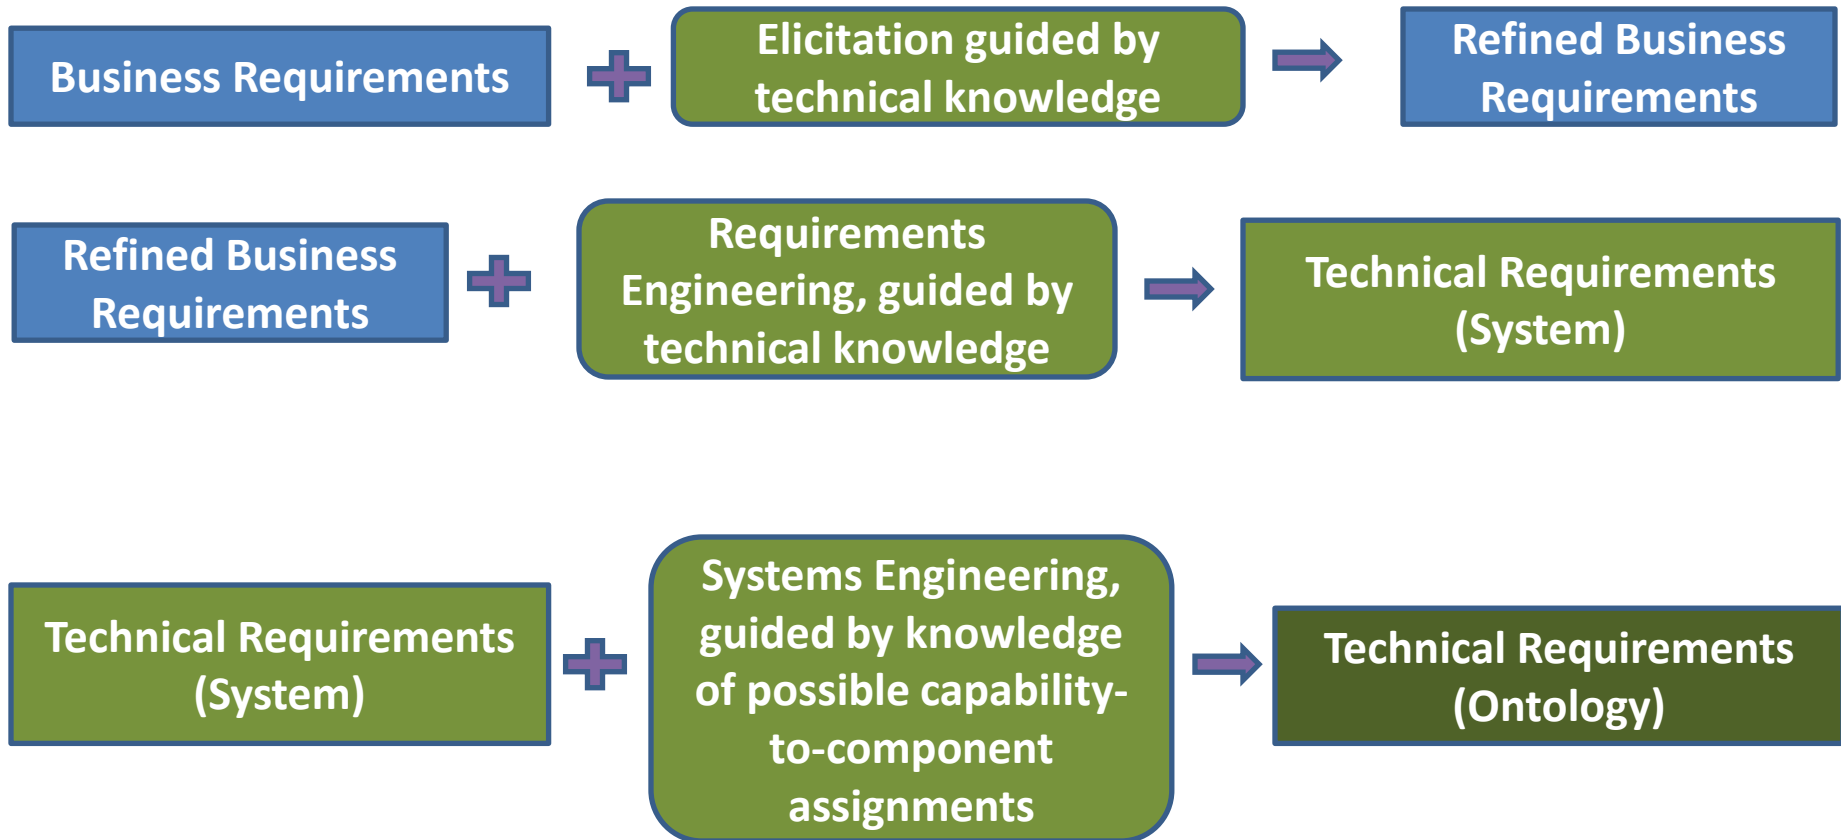 Business Requirements
Elicitation guided by
technical knowledge
Refined Business
Requirements
Refined Business
Requirements
Requirements
Engineering, guided by
technical knowledge
Technical Requirements
(System)
Technical Requirements
(System)
Systems Engineering,
guided by knowledge
of possible capability-
to-component
assignments
Technical Requirements
(Ontology)